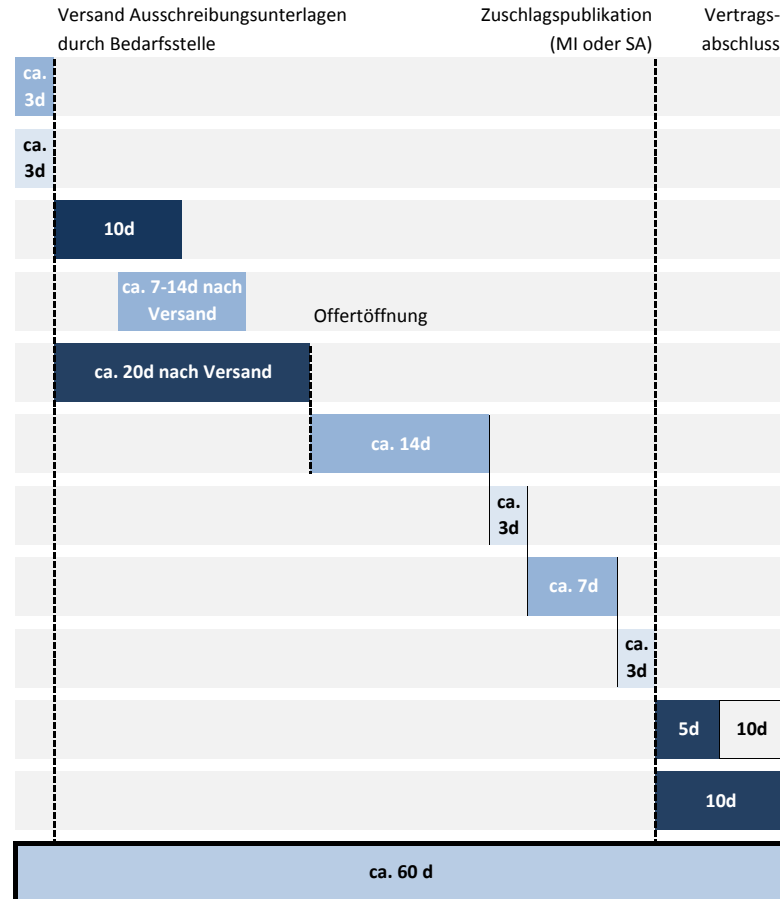 Versand Ausschreibungsunterlagen
durch Bedarfsstelle
Zuschlagspublikation
(MI oder SA)
Vertrags-
abschluss
ca.
3d
ca.
3d
10d
ca. 7-14d nach
Versand
Offertöffnung
ca. 20d nach Versand
ca. 14d
ca.
3d
ca. 7d
ca.
3d
5d
10d
10d
ca. 60 d